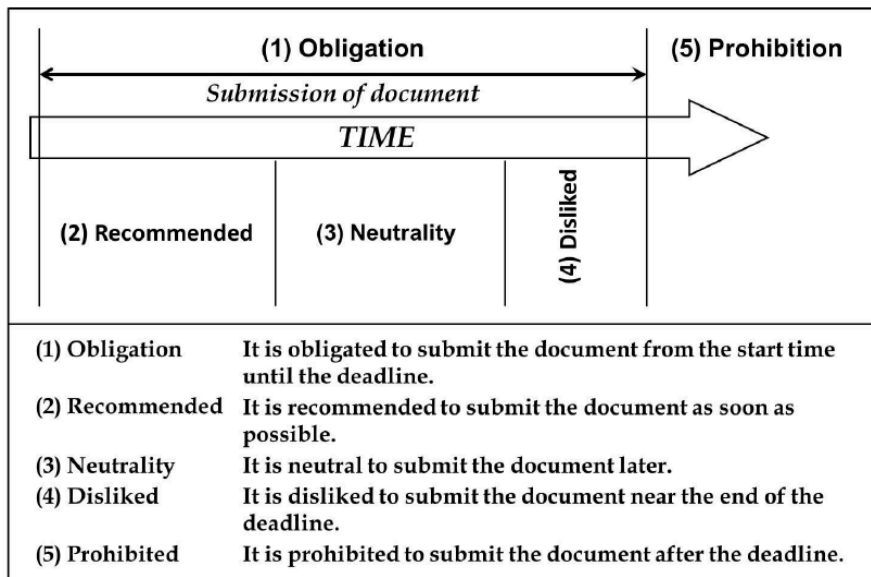 (1) Obligation
(5) Prohibition
Submission of document
TIME
(2) Recommended
(3) Neutrality
(4) Disliked
(1) Obligation It is obligated to submit the document from the start time
until the deadline.
(2) Recommended It is recommended to submit the document as soon as
possible.
(3) Neutrality It is neutral to submit the document later.
(4) Disliked It is disliked to submit the document near the end of the
deadline.
(5) Prohibited It is prohibited to submit the document after the deadline.